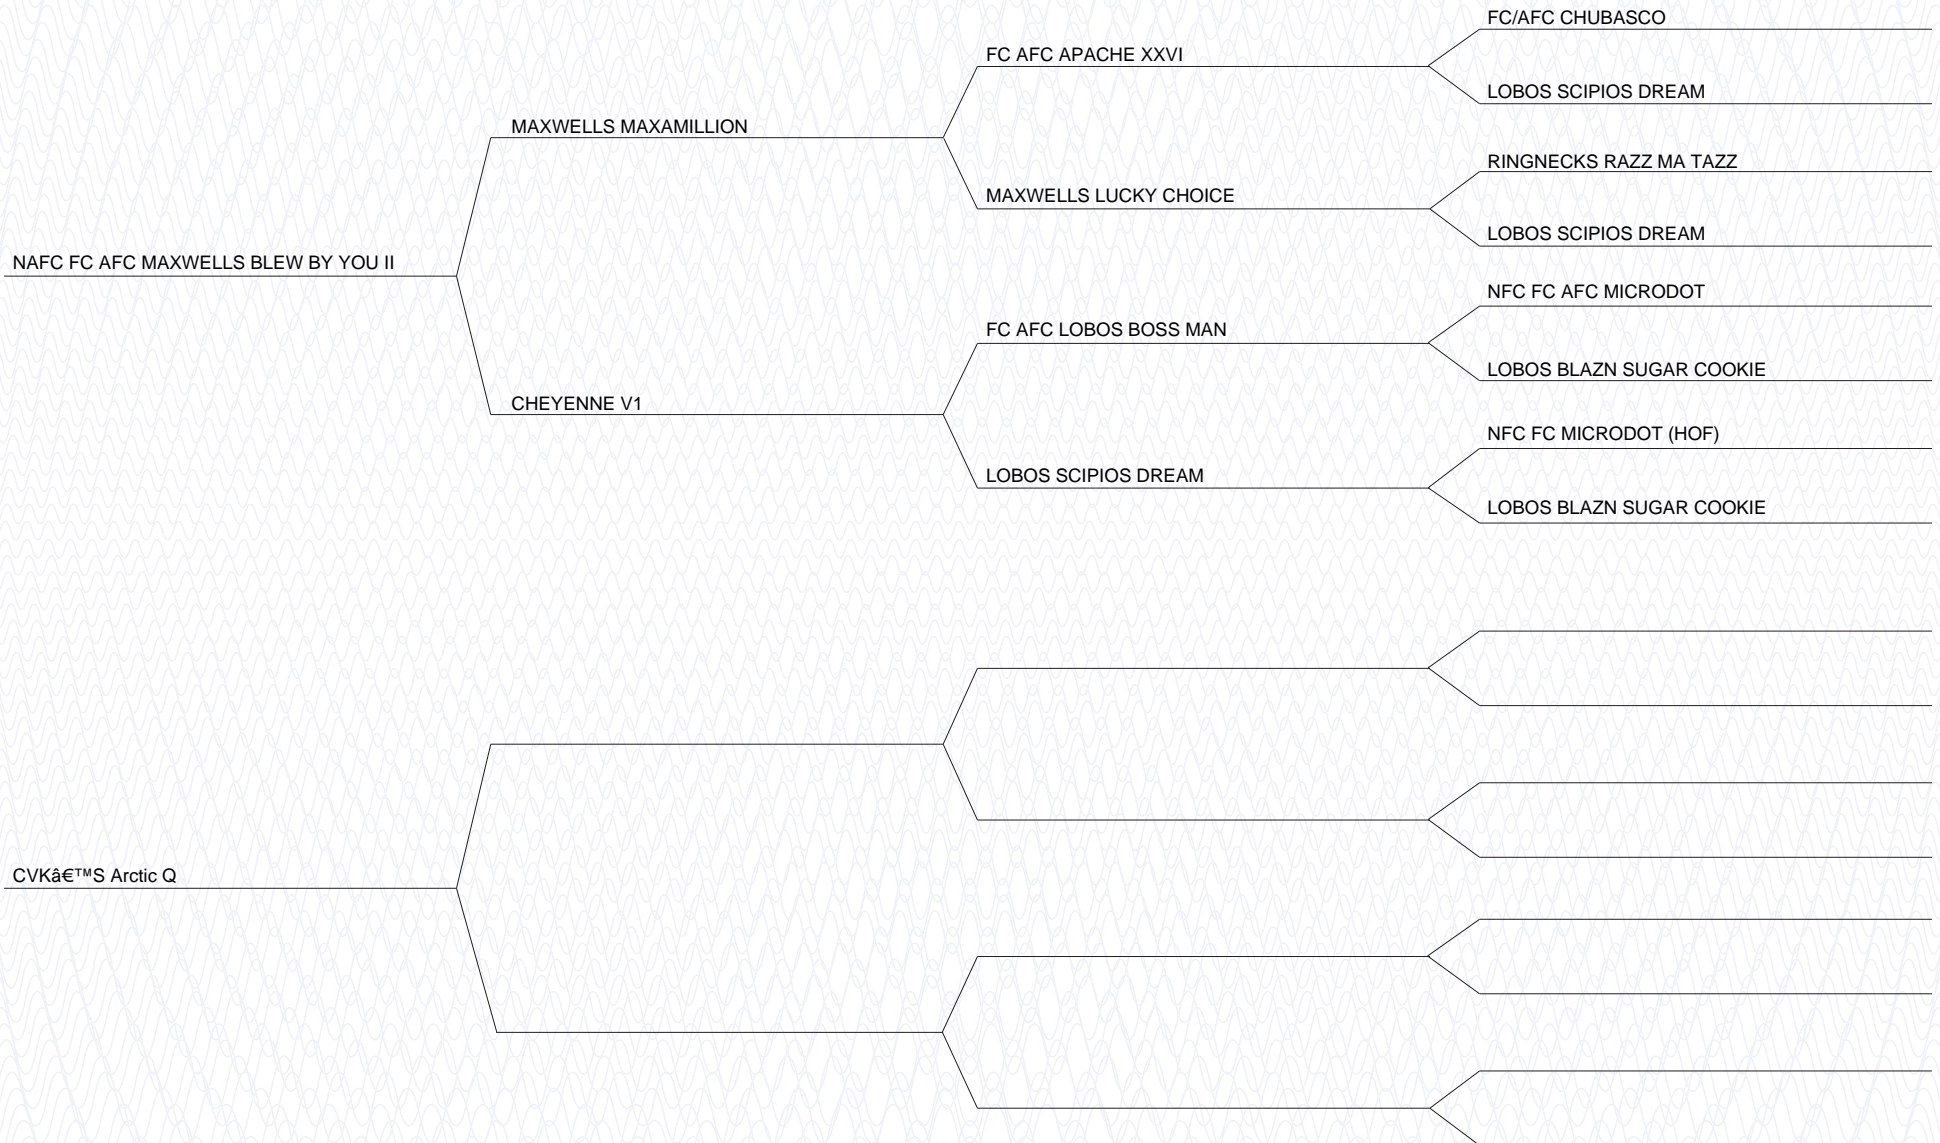 FC/AFC CHUBASCO
FC AFC APACHE XXVI
LOBOS SCIPIOS DREAM
MAXWELLS MAXAMILLION
RINGNECKS RAZZ MA TAZZ
MAXWELLS LUCKY CHOICE
LOBOS SCIPIOS DREAM
NAFC FC AFC MAXWELLS BLEW BY YOU II
NFC FC AFC MICRODOT
FC AFC LOBOS BOSS MAN
LOBOS BLAZN SUGAR COOKIE
CHEYENNE V1
NFC FC MICRODOT (HOF)
LOBOS SCIPIOS DREAM
LOBOS BLAZN SUGAR COOKIE
CVKâ€™S Arctic Q